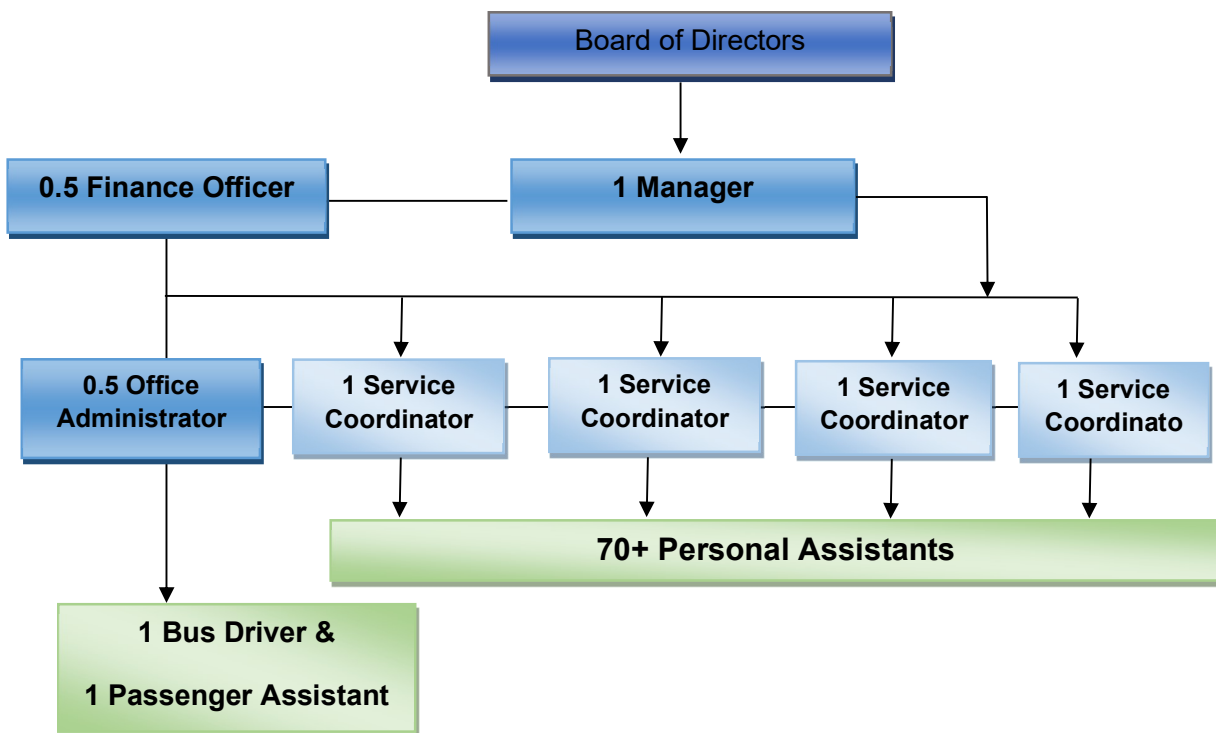 Board of Directors
0.5 Finance Officer
1 Manager
0.5 Office
Administrator
1 Service
Coordinator
1 Service
Coordinator
1 Service
Coordinator
1 Service
Coordinato
70+ Personal Assistants
1 Bus Driver &
1 Passenger Assistant